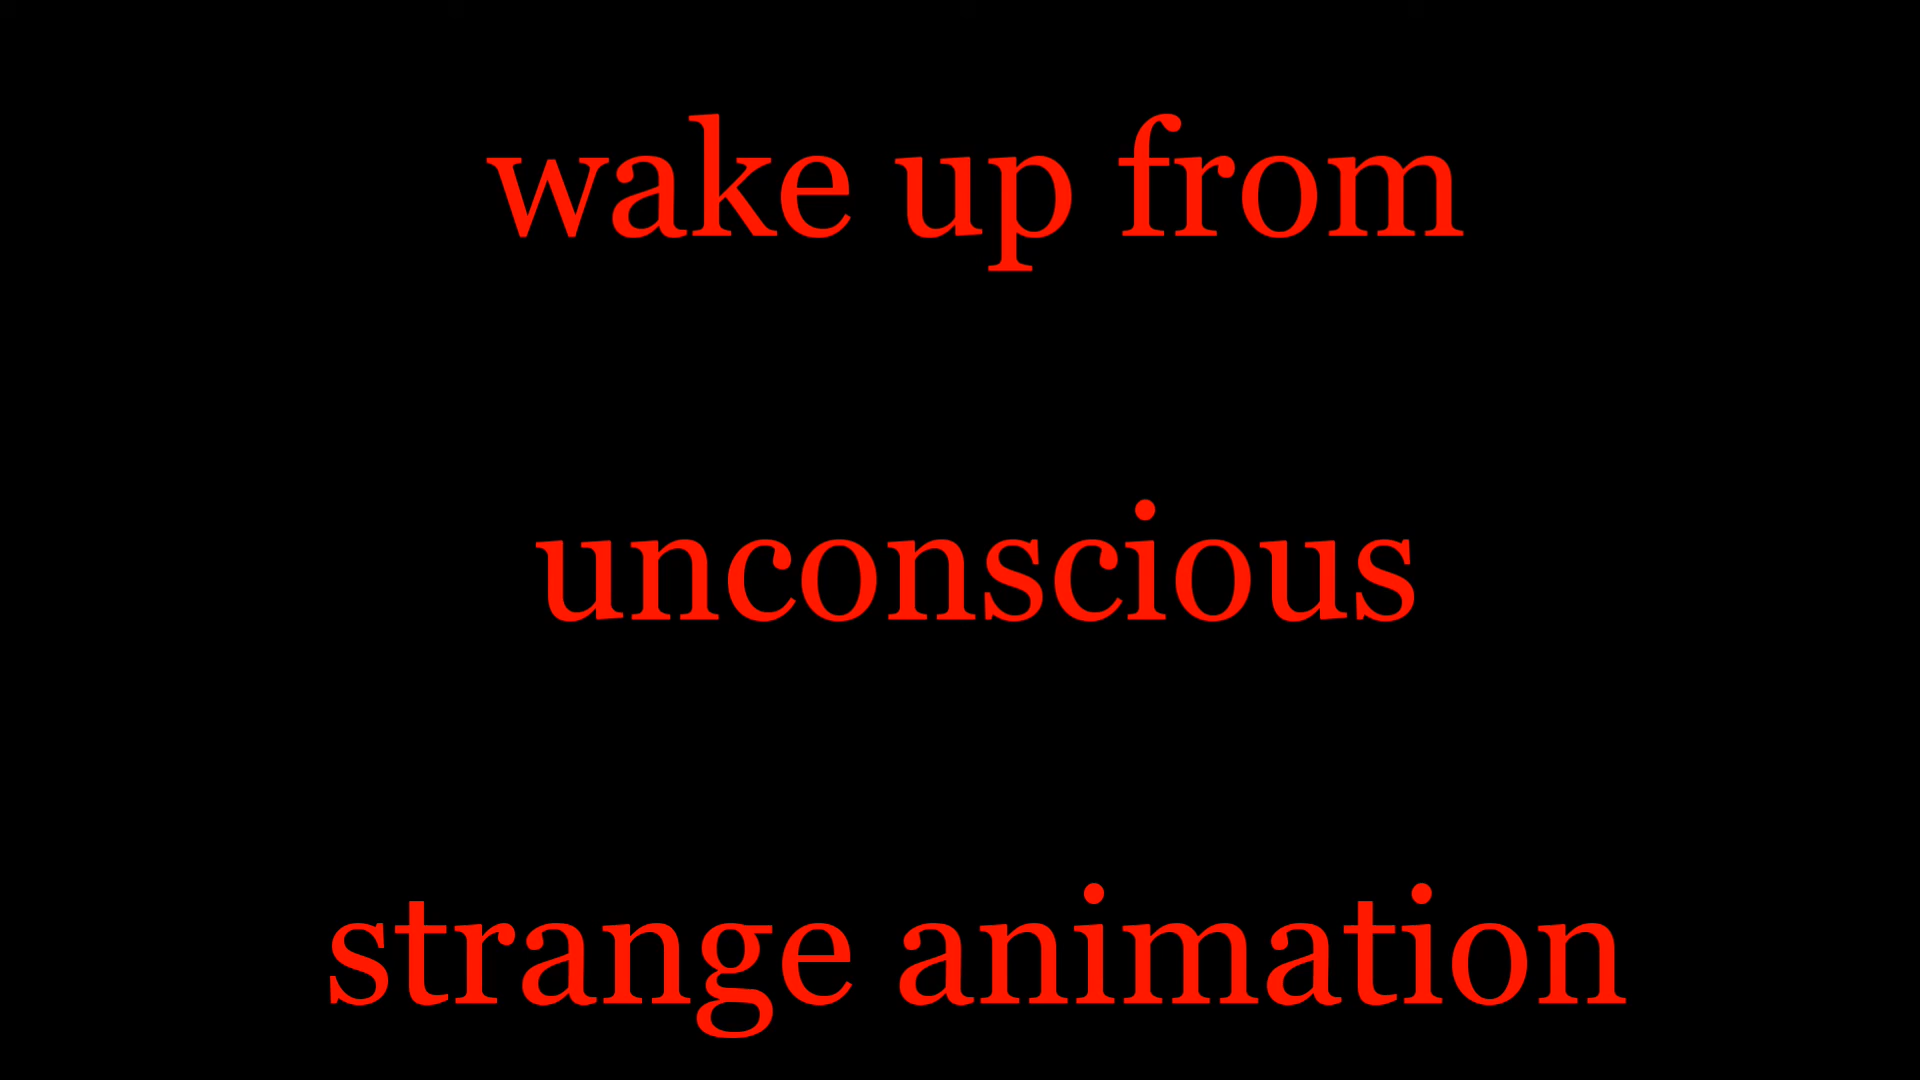 wake up from
unconscious
strange animation